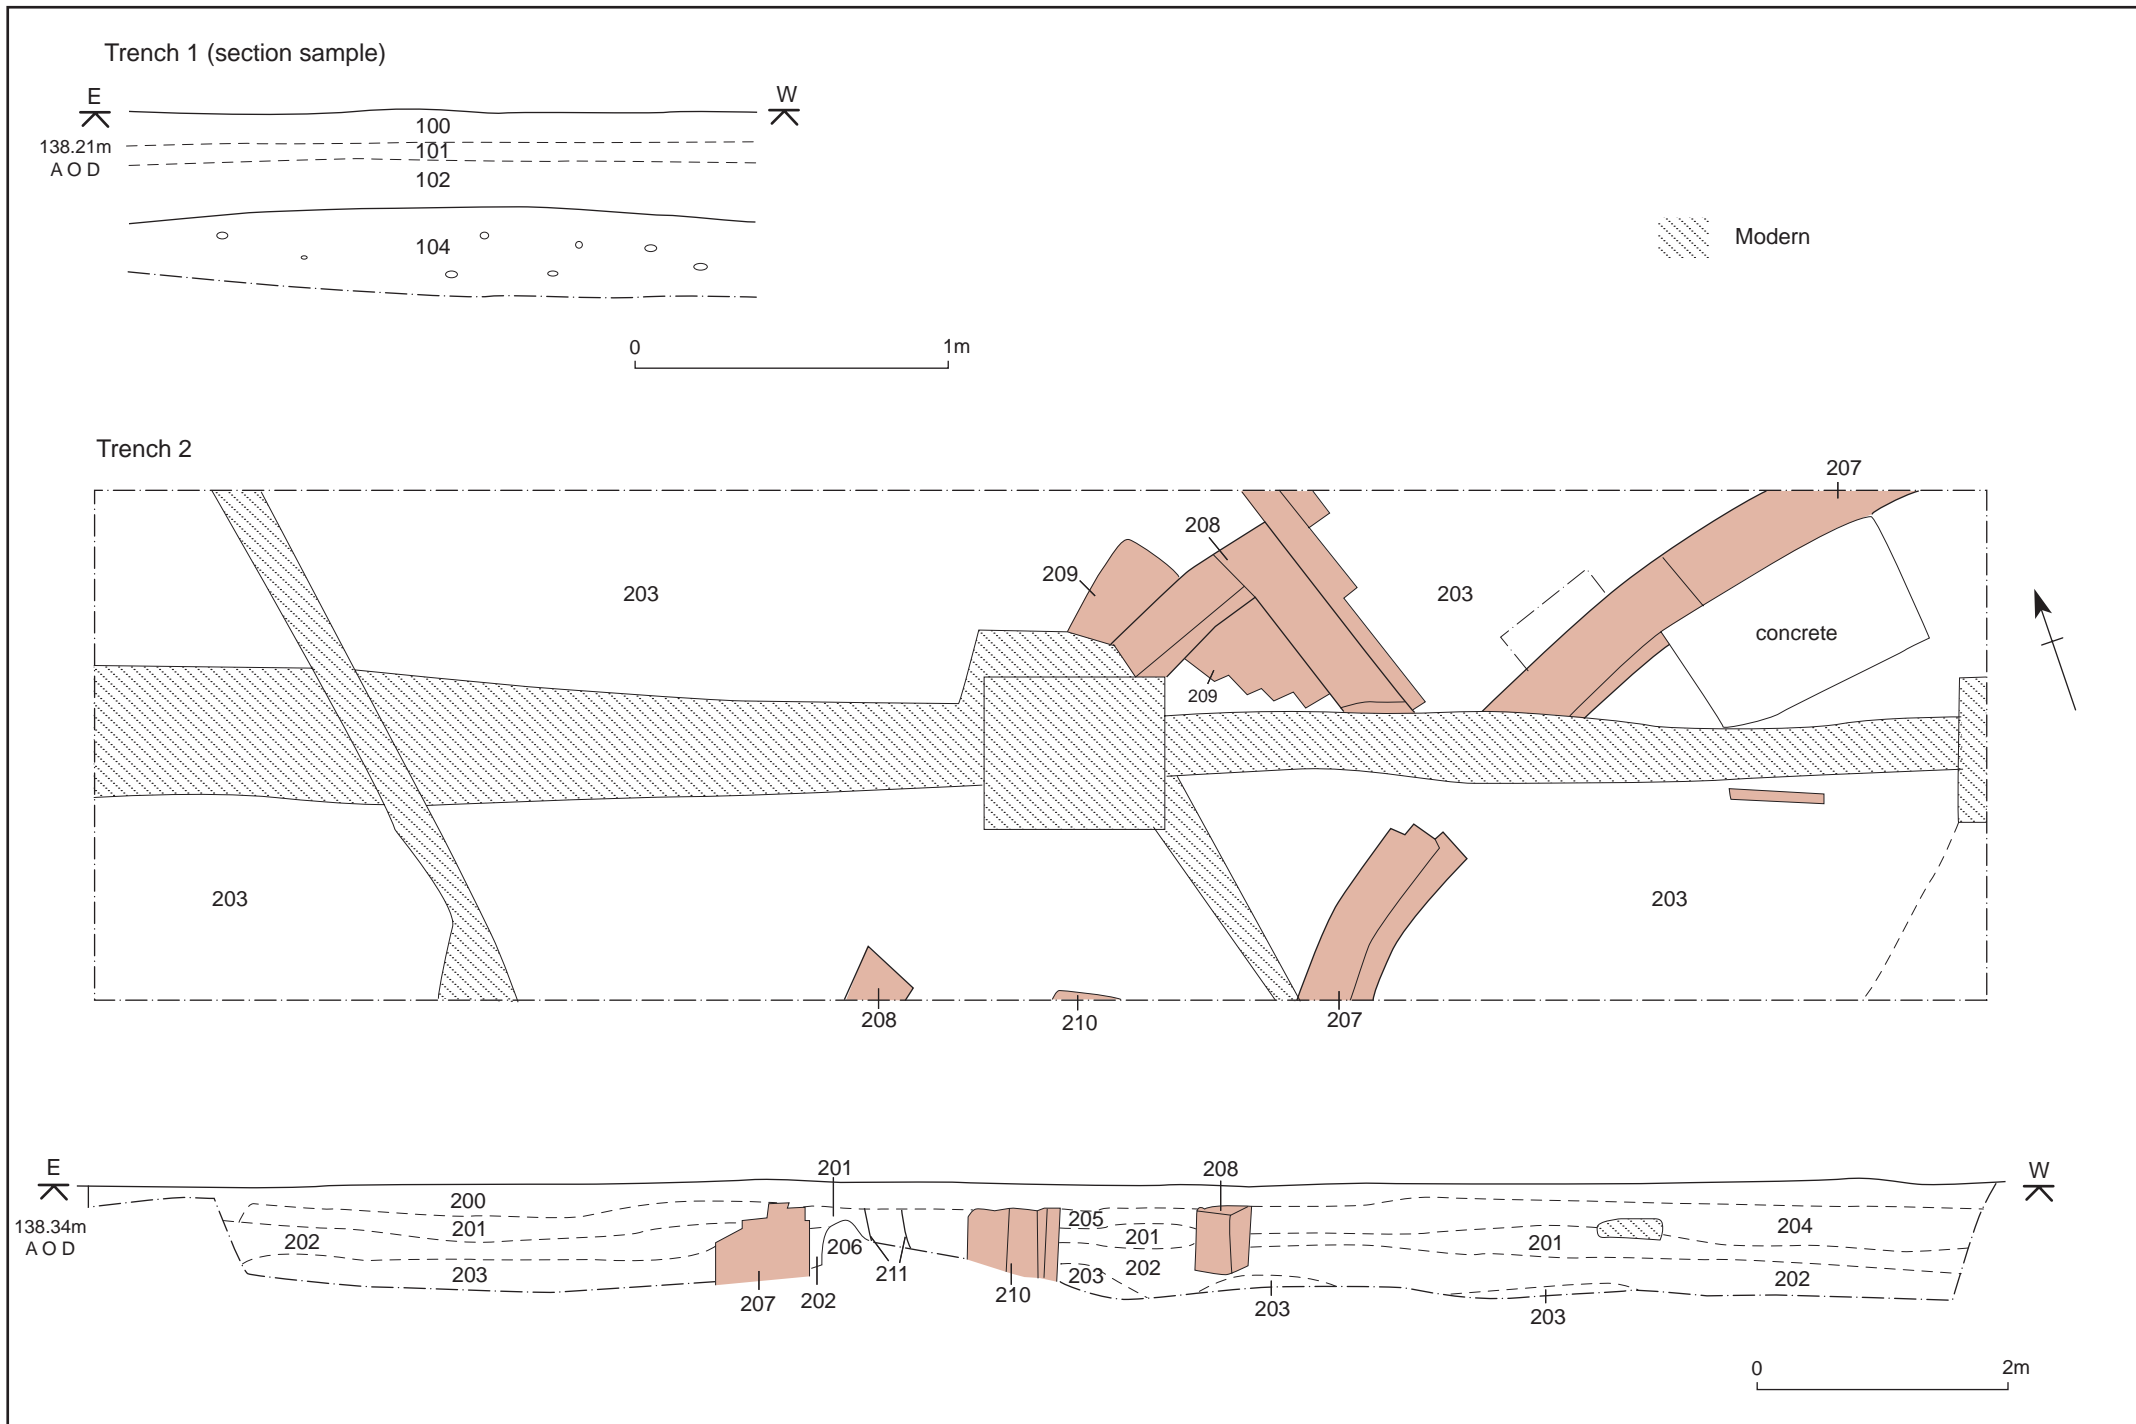 Trench 1 (section sample)
E
W
100
138.21m
A O D
101
102
104
Modern
0 1m
Trench 2
207
208
209
203
203
concrete
209
203
203
208
210
207
E
201
208
W
200
138.34m
A O D
201
202
203
206
205
201
202
203
204
201
202
211
207
202
210
203
203
0 2m